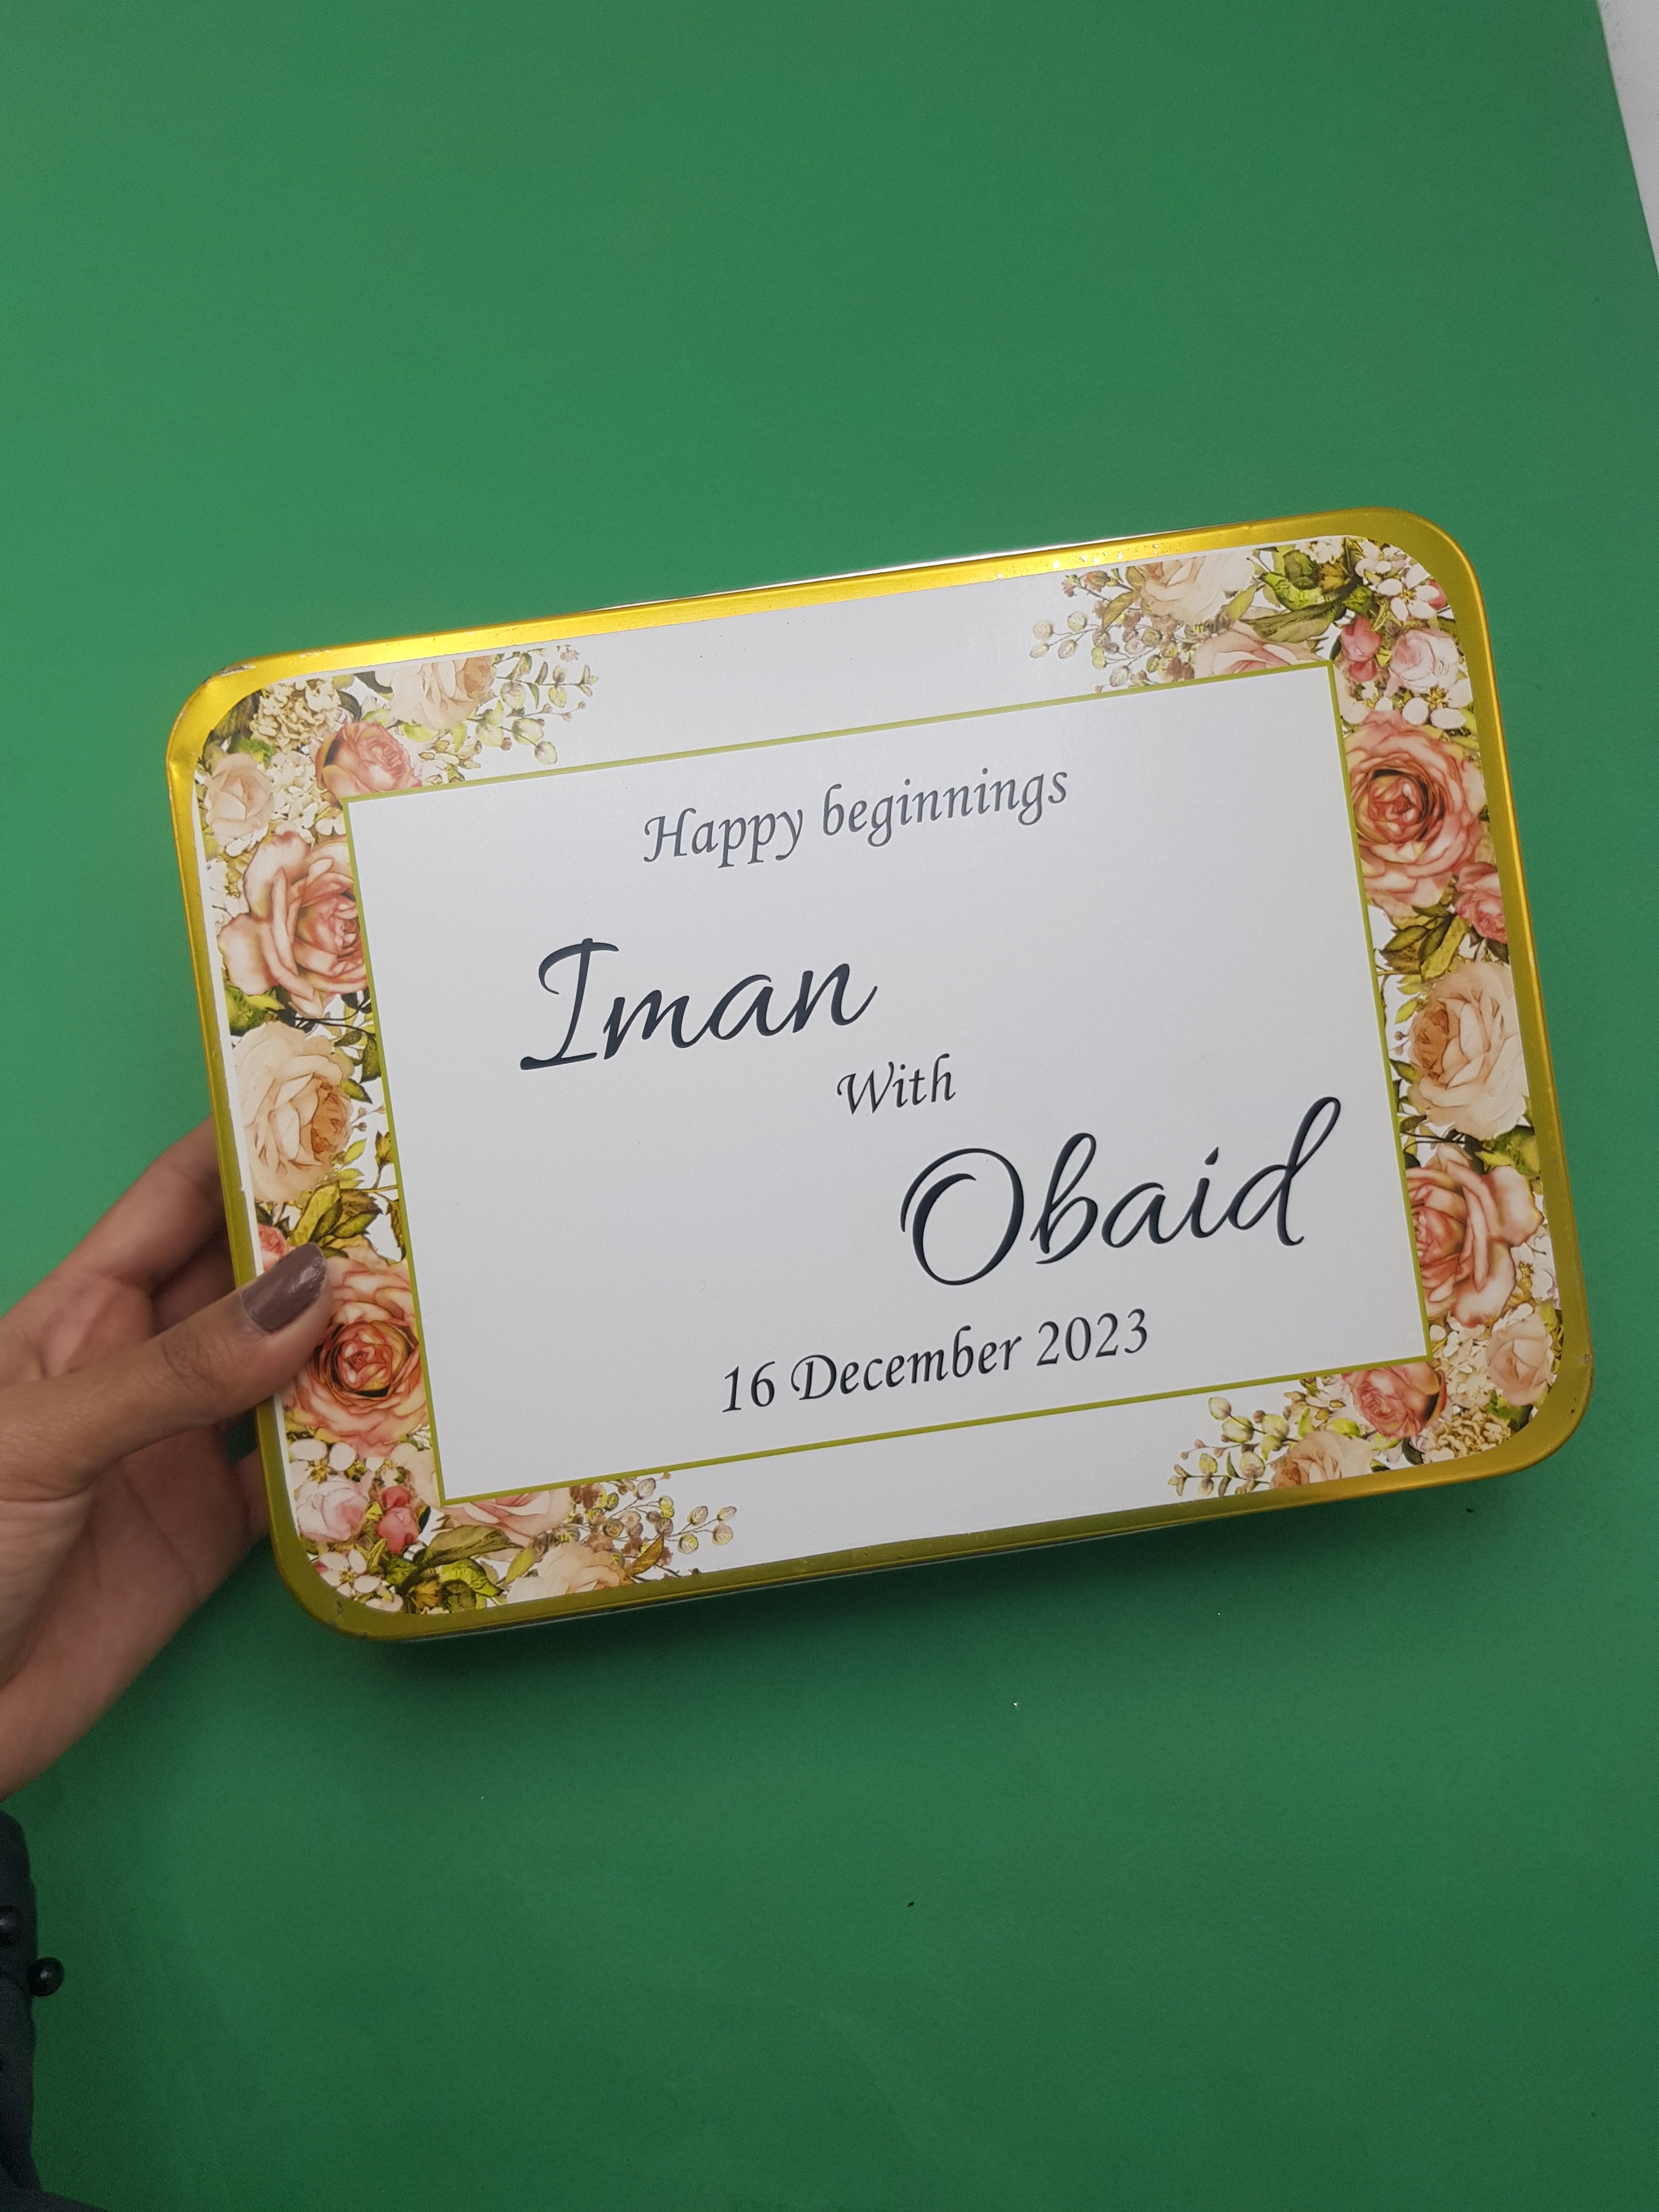 Happy beginnings
Iman
With
Obaid
16 December 2023